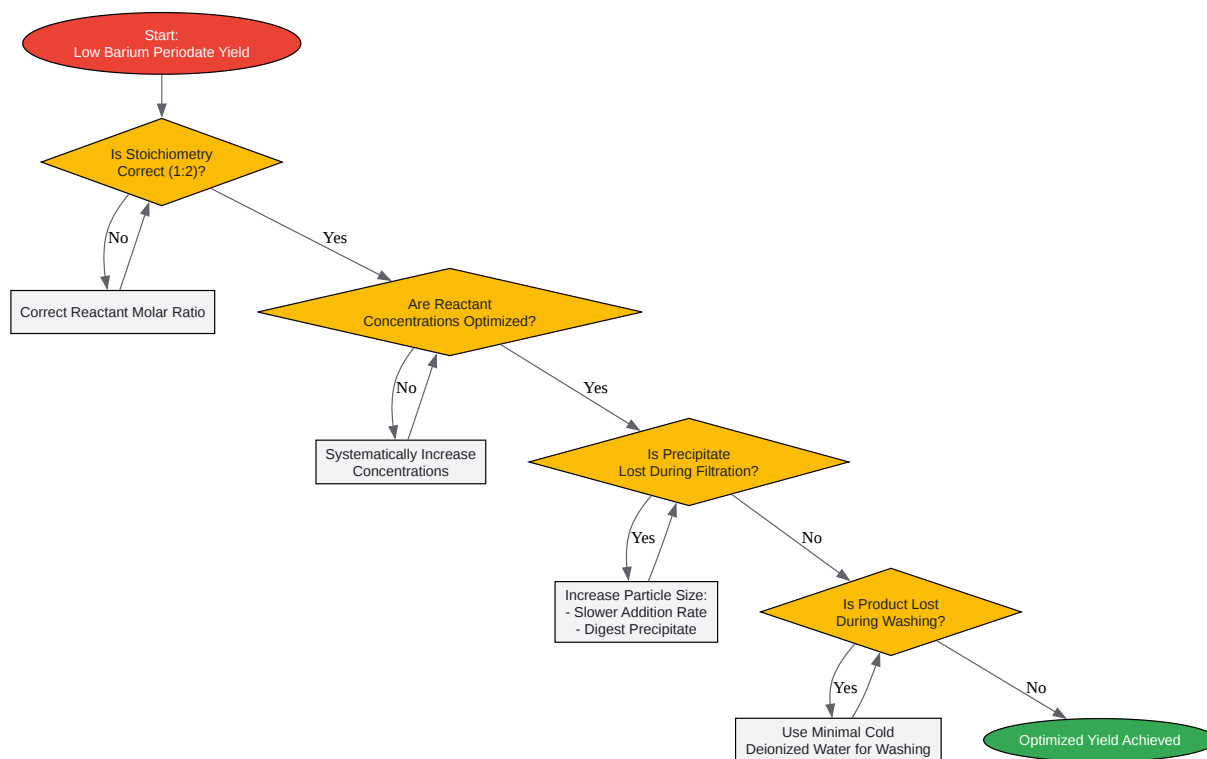 Start:
Low Barium Periodate Yield
Is Stoichiometry
Correct (1:2)?
No
Yes
Correct Reactant Molar Ratio
Are Reactant
Concentrations Optimized?
No
Yes
Systematically Increase
Concentrations
Is Precipitate
Lost During Filtration?
Yes
No
Increase Particle Size:
- Slower Addition Rate
- Digest Precipitate
Is Product Lost
During Washing?
Yes
No
Use Minimal Cold
Deionized Water for Washing
Optimized Yield Achieved